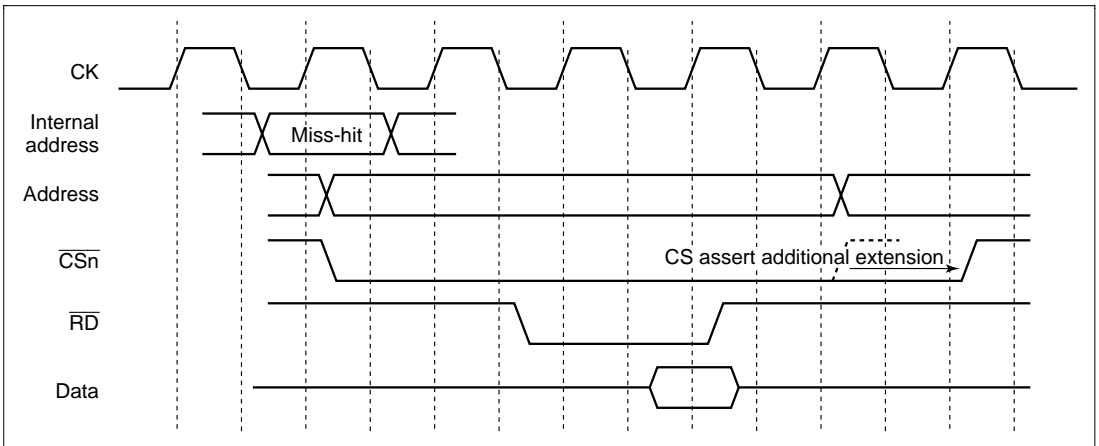 CK
Internal
address
Miss-hit
Address
CSn
CS assert additional extension
RD
Data